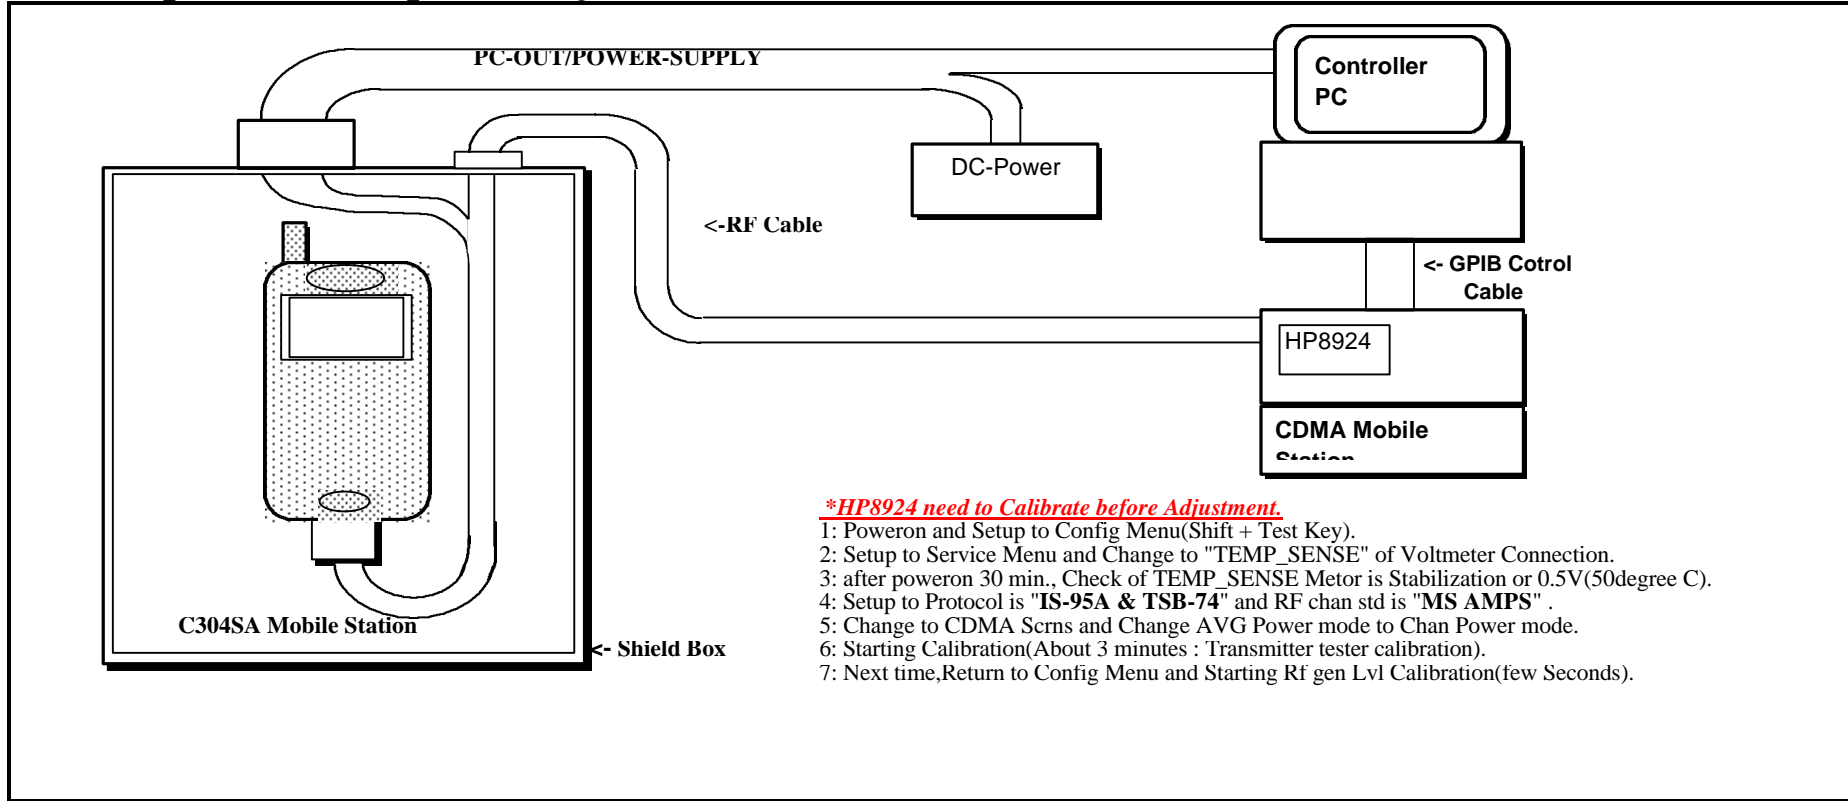 PC-OUT/POWER-SUPPLY
Controller
PC
DC-Power
<-RF Cable
<- GPIB Cotrol
Cable
HP8924
CDMA Mobile
Station
C304SA Mobile Station
<- Shield Box
*HP8924 need to Calibrate before Adjustment.
1: Poweron and Setup to Config Menu(Shift + Test Key).
2: Setup to Service Menu and Change to "TEMP_SENSE" of Voltmeter Connection.
3: after poweron 30 min., Check of TEMP_SENSE Metor is Stabilization or 0.5V(50degree C).
4: Setup to Protocol is "IS-95A & TSB-74" and RF chan std is "MS AMPS" .
5: Change to CDMA Scrns and Change AVG Power mode to Chan Power mode.
6: Starting Calibration(About 3 minutes : Transmitter tester calibration).
7: Next time,Return to Config Menu and Starting Rf gen Lvl Calibration(few Seconds).